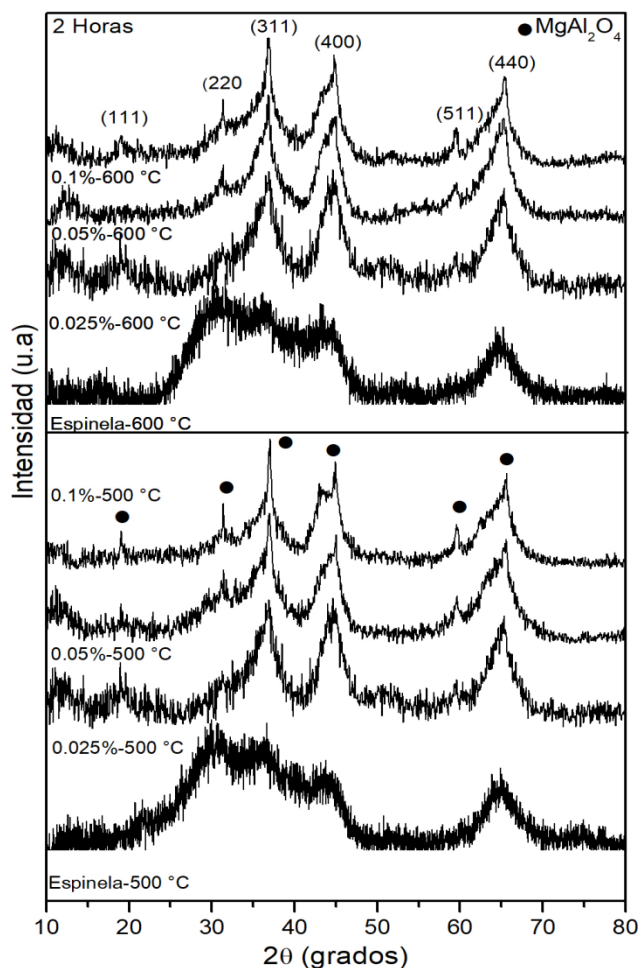 2 Horas
MgAl₂O₄
(311)
(400)
(220
(440)
(111)
(511)
0.1%-600 °C
0.05%-600 °C
0.025%-600 °C
Espinela-600 °C
0.1%-500 °C
0.05%-500 °C
0.025%-500 °C
Espinela-500 °C
Intensidad (u.a)
10 20 30 40 50 60 70 80
2θ (grados)